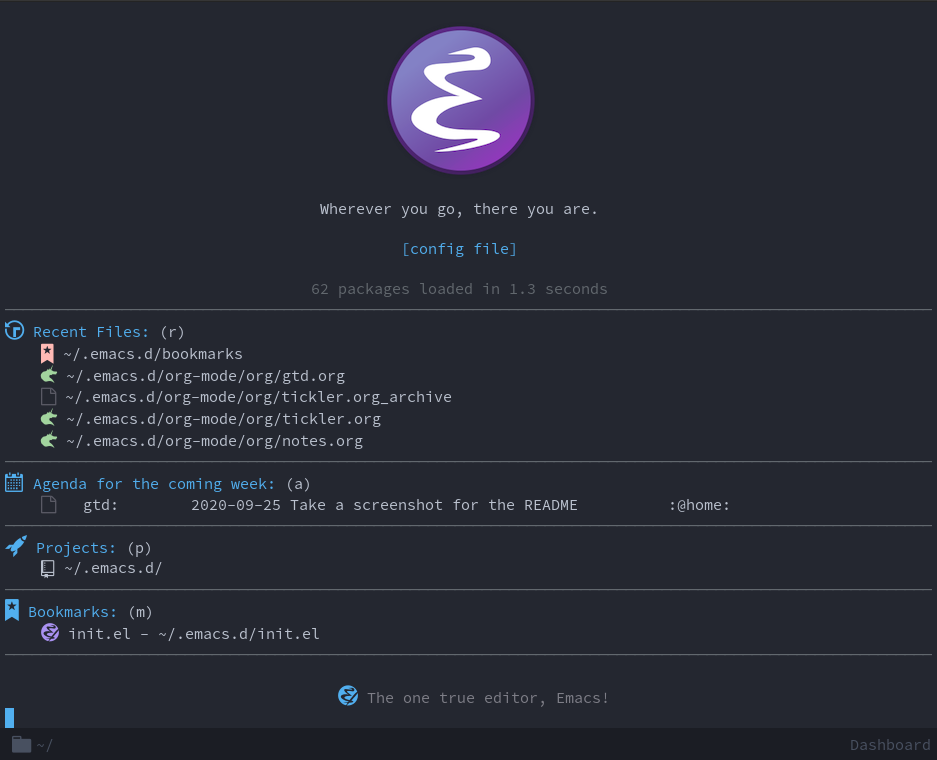 Wherever you go, there you are.
[config file]
62 packages loaded in 1.3 seconds
Recent Files: (r)
~/.emacs.d/bookmarks
~/.emacs.d/org-mode/org/gtd.org
~/.emacs.d/org-mode/org/tickler.org_archive
~/.emacs.d/org-mode/org/tickler.org
~/.emacs.d/org-mode/org/notes.org
Agenda for the coming week: (a)
gtd: 2020-09-25 Take a screenshot for the README :@home:
Projects: (p)
~/.emacs.d/
Bookmarks: (m)
init.el - ~/.emacs.d/init.el
The one true editor, Emacs!
~/ Dashboard